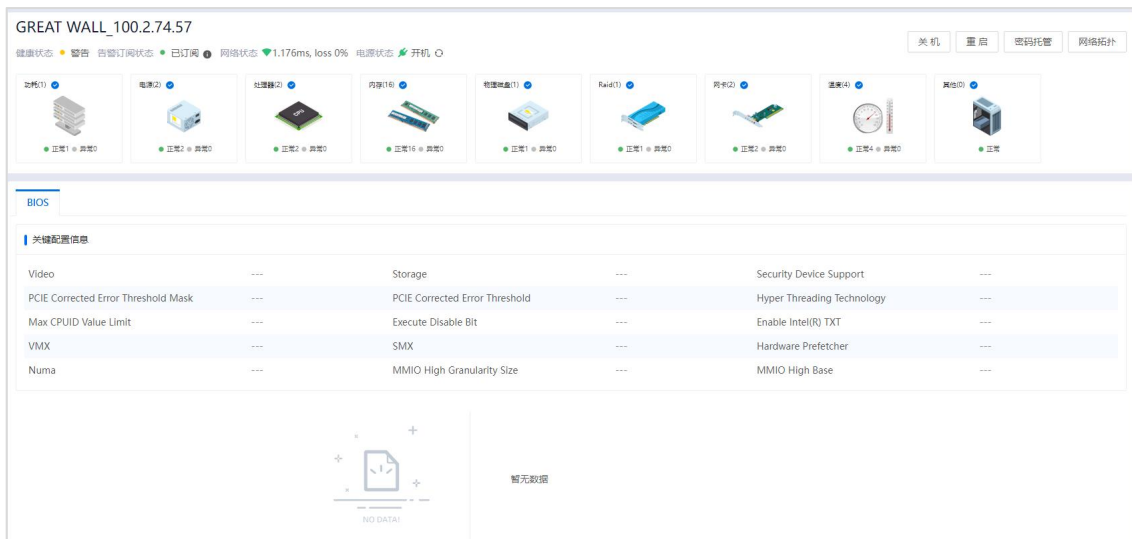 GREAT WALL_100.2.74.57
健康状态 警告 告警订阅状态 已订阅 网络状态 1.176ms, loss 0% 电源状态 开机
关机 重启 密码托管 网络拓扑
功耗(1) 电源(2) 处理器(2) 内存(16) 物理磁盘(1) Raid(1) 网卡(2) 温度(4) 其他(0)
CPU
正常1 异常0 正常2 异常0 正常2 异常0 正常16 异常0 正常1 异常0 正常1 异常0 正常2 异常0 正常4 异常0 正常
BIOS
关键配置信息
Video --- Storage --- Security Device Support ---
PCIE Corrected Error Threshold Mask --- PCIE Corrected Error Threshold --- Hyper Threading Technology ---
Max CPUID Value Limit --- Execute Disable Bit --- Enable Intel(R) TXT ---
VMX --- SMX --- Hardware Prefetcher ---
Numa --- MMIO High Granularity Size --- MMIO High Base ---
暂无数据
NO DATA!